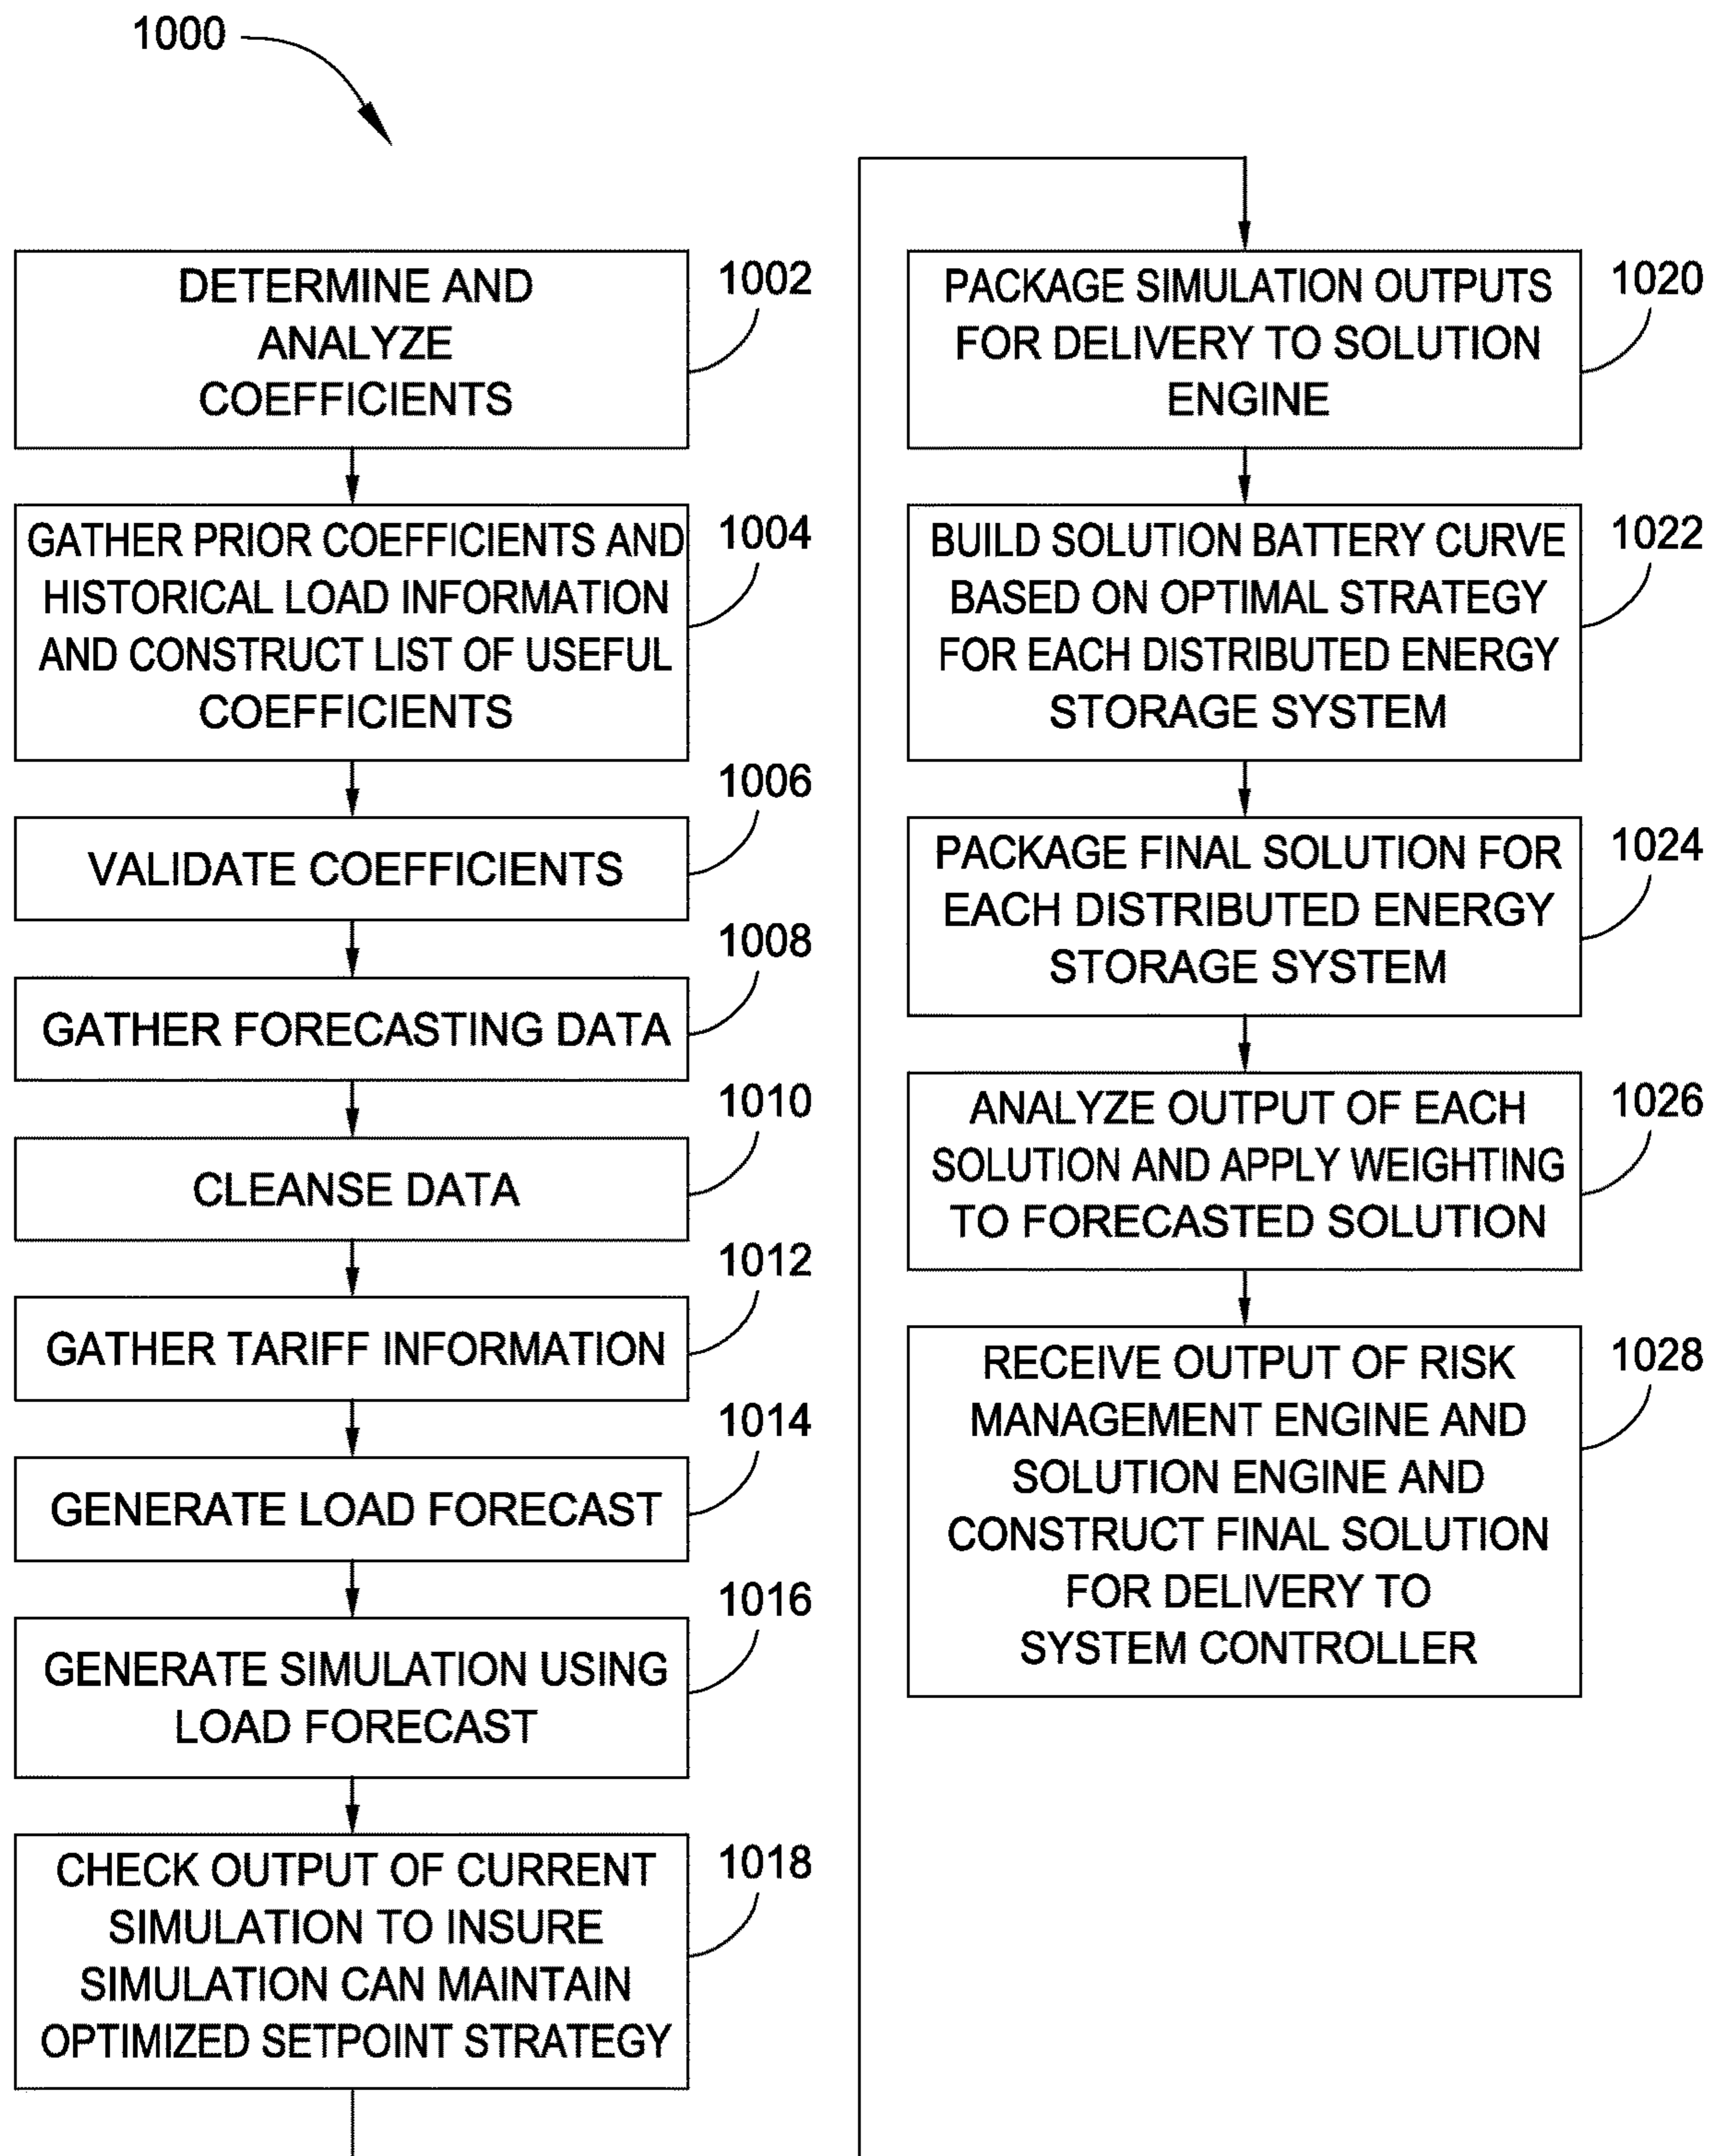 1000
DETERMINE AND
ANALYZE
COEFFICIENTS
1002
GATHER PRIOR COEFFICIENTS AND
HISTORICAL LOAD INFORMATION
AND CONSTRUCT LIST OF USEFUL
COEFFICIENTS
1004
VALIDATE COEFFICIENTS
1006
GATHER FORECASTING DATA
1008
CLEANSE DATA
1010
GATHER TARIFF INFORMATION
1012
GENERATE LOAD FORECAST
1014
GENERATE SIMULATION USING
LOAD FORECAST
1016
CHECK OUTPUT OF CURRENT
SIMULATION TO INSURE
SIMULATION CAN MAINTAIN
OPTIMIZED SETPOINT STRATEGY
1018
PACKAGE SIMULATION OUTPUTS
FOR DELIVERY TO SOLUTION
ENGINE
1020
BUILD SOLUTION BATTERY CURVE
BASED ON OPTIMAL STRATEGY
FOR EACH DISTRIBUTED ENERGY
STORAGE SYSTEM
1022
PACKAGE FINAL SOLUTION FOR
EACH DISTRIBUTED ENERGY
STORAGE SYSTEM
1024
ANALYZE OUTPUT OF EACH
SOLUTION AND APPLY WEIGHTING
TO FORECASTED SOLUTION
1026
RECEIVE OUTPUT OF RISK
MANAGEMENT ENGINE AND
SOLUTION ENGINE AND
CONSTRUCT FINAL SOLUTION
FOR DELIVERY TO
SYSTEM CONTROLLER
1028